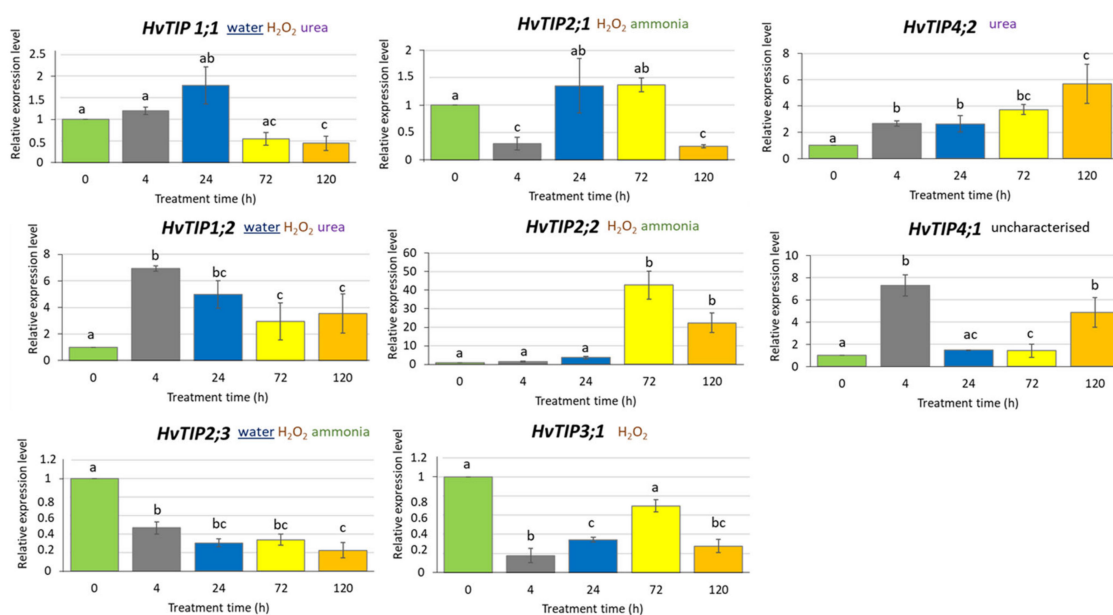 HvTIP 1;1 water H₂O₂ urea
Relative expression level
2.5
2
1.5
1
0.5
0
a
a
ab
ac
c
0 4 24 72 120
Treatment time (h)
HvTIP2;1 H₂O₂ ammonia
Relative expression level
2
1.5
1
0.5
0
a
c
ab
ab
c
0 4 24 72 120
Treatment time (h)
HvTIP4;2 urea
Relative expression level
8
6
4
2
0
a
b
b
bc
c
0 4 24 72 120
Treatment time (h)
HvTIP1;2 water H₂O₂ urea
Relative expression level
8
6
4
2
0
a
b
bc
c
c
0 4 24 72 120
Treatment time (h)
HvTIP2;2 H₂O₂ ammonia
Relative expression level
60
50
40
30
20
10
0
a
a
a
b
b
0 4 24 72 120
Treatment time (h)
HvTIP4;1 uncharacterised
Relative expression level
10
8
6
4
2
0
a
b
ac
c
b
0 4 24 72 120
Treatment time (h)
HvTIP2;3 water H₂O₂ ammonia
Relative expression level
1.2
1
0.8
0.6
0.4
0.2
0
a
b
bc
bc
c
0 4 24 72 120
Treatment time (h)
HvTIP3;1 H₂O₂
Relative expression level
1.2
1
0.8
0.6
0.4
0.2
0
a
b
c
a
bc
0 4 24 72 120
Treatment time (h)